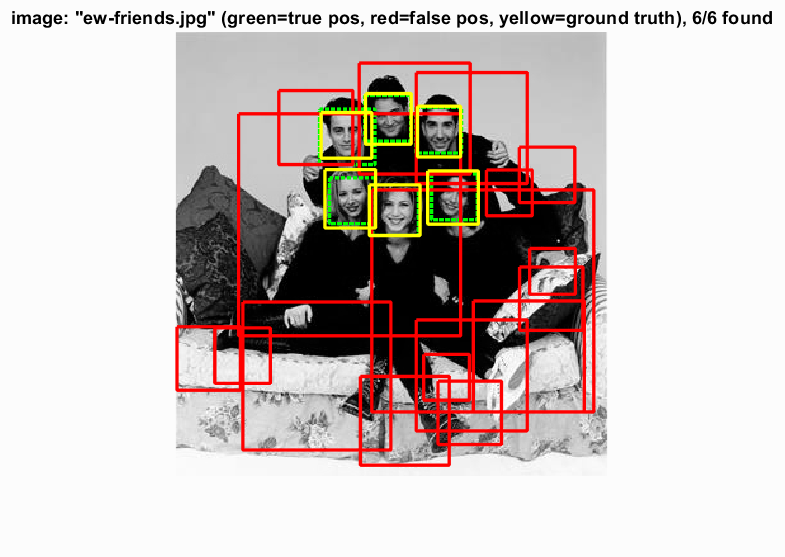 image: "ew-friends.jpg" (green=true pos, red=false pos, yellow=ground truth), 6/6 found